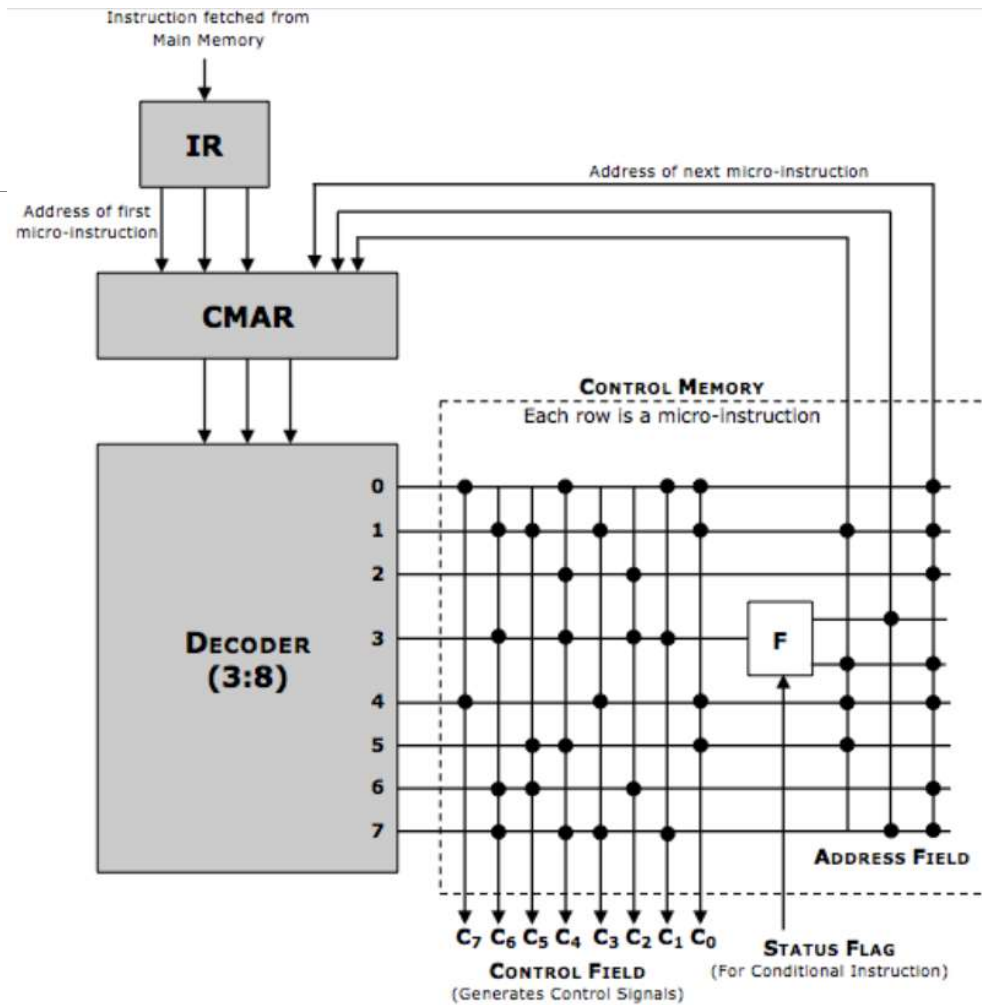 Instruction fetched from
Main Memory
IR
Address of next micro-instruction
Address of first
micro-instruction
CMAR
CONTROL MEMORY
Each row is a micro-instruction
0
1
2
3
4
5
6
7
DECODER
(3:8)
F
ADDRESS FIELD
C7 C6 C5 C4 C3 C2 C1 C0
CONTROL FIELD
(Generates Control Signals)
STATUS FLAG
(For Conditional Instruction)